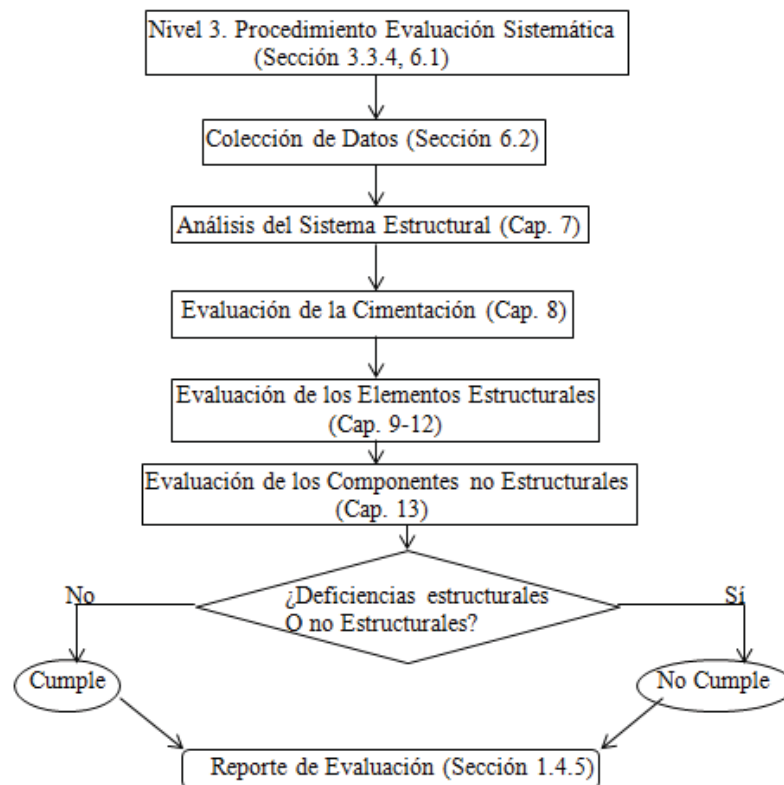 Nivel 3. Procedimiento Evaluación Sistemática
(Sección 3.3.4, 6.1)
Colección de Datos (Sección 6.2)
Análisis del Sistema Estructural (Cap. 7)
Evaluación de la Cimentación (Cap. 8)
Evaluación de los Elementos Estructurales
(Cap. 9-12)
Evaluación de los Componentes no Estructurales
(Cap. 13)
¿Deficiencias estructurales
O no Estructurales?
No
Sí
Cumple
No Cumple
Reporte de Evaluación (Sección 1.4.5)